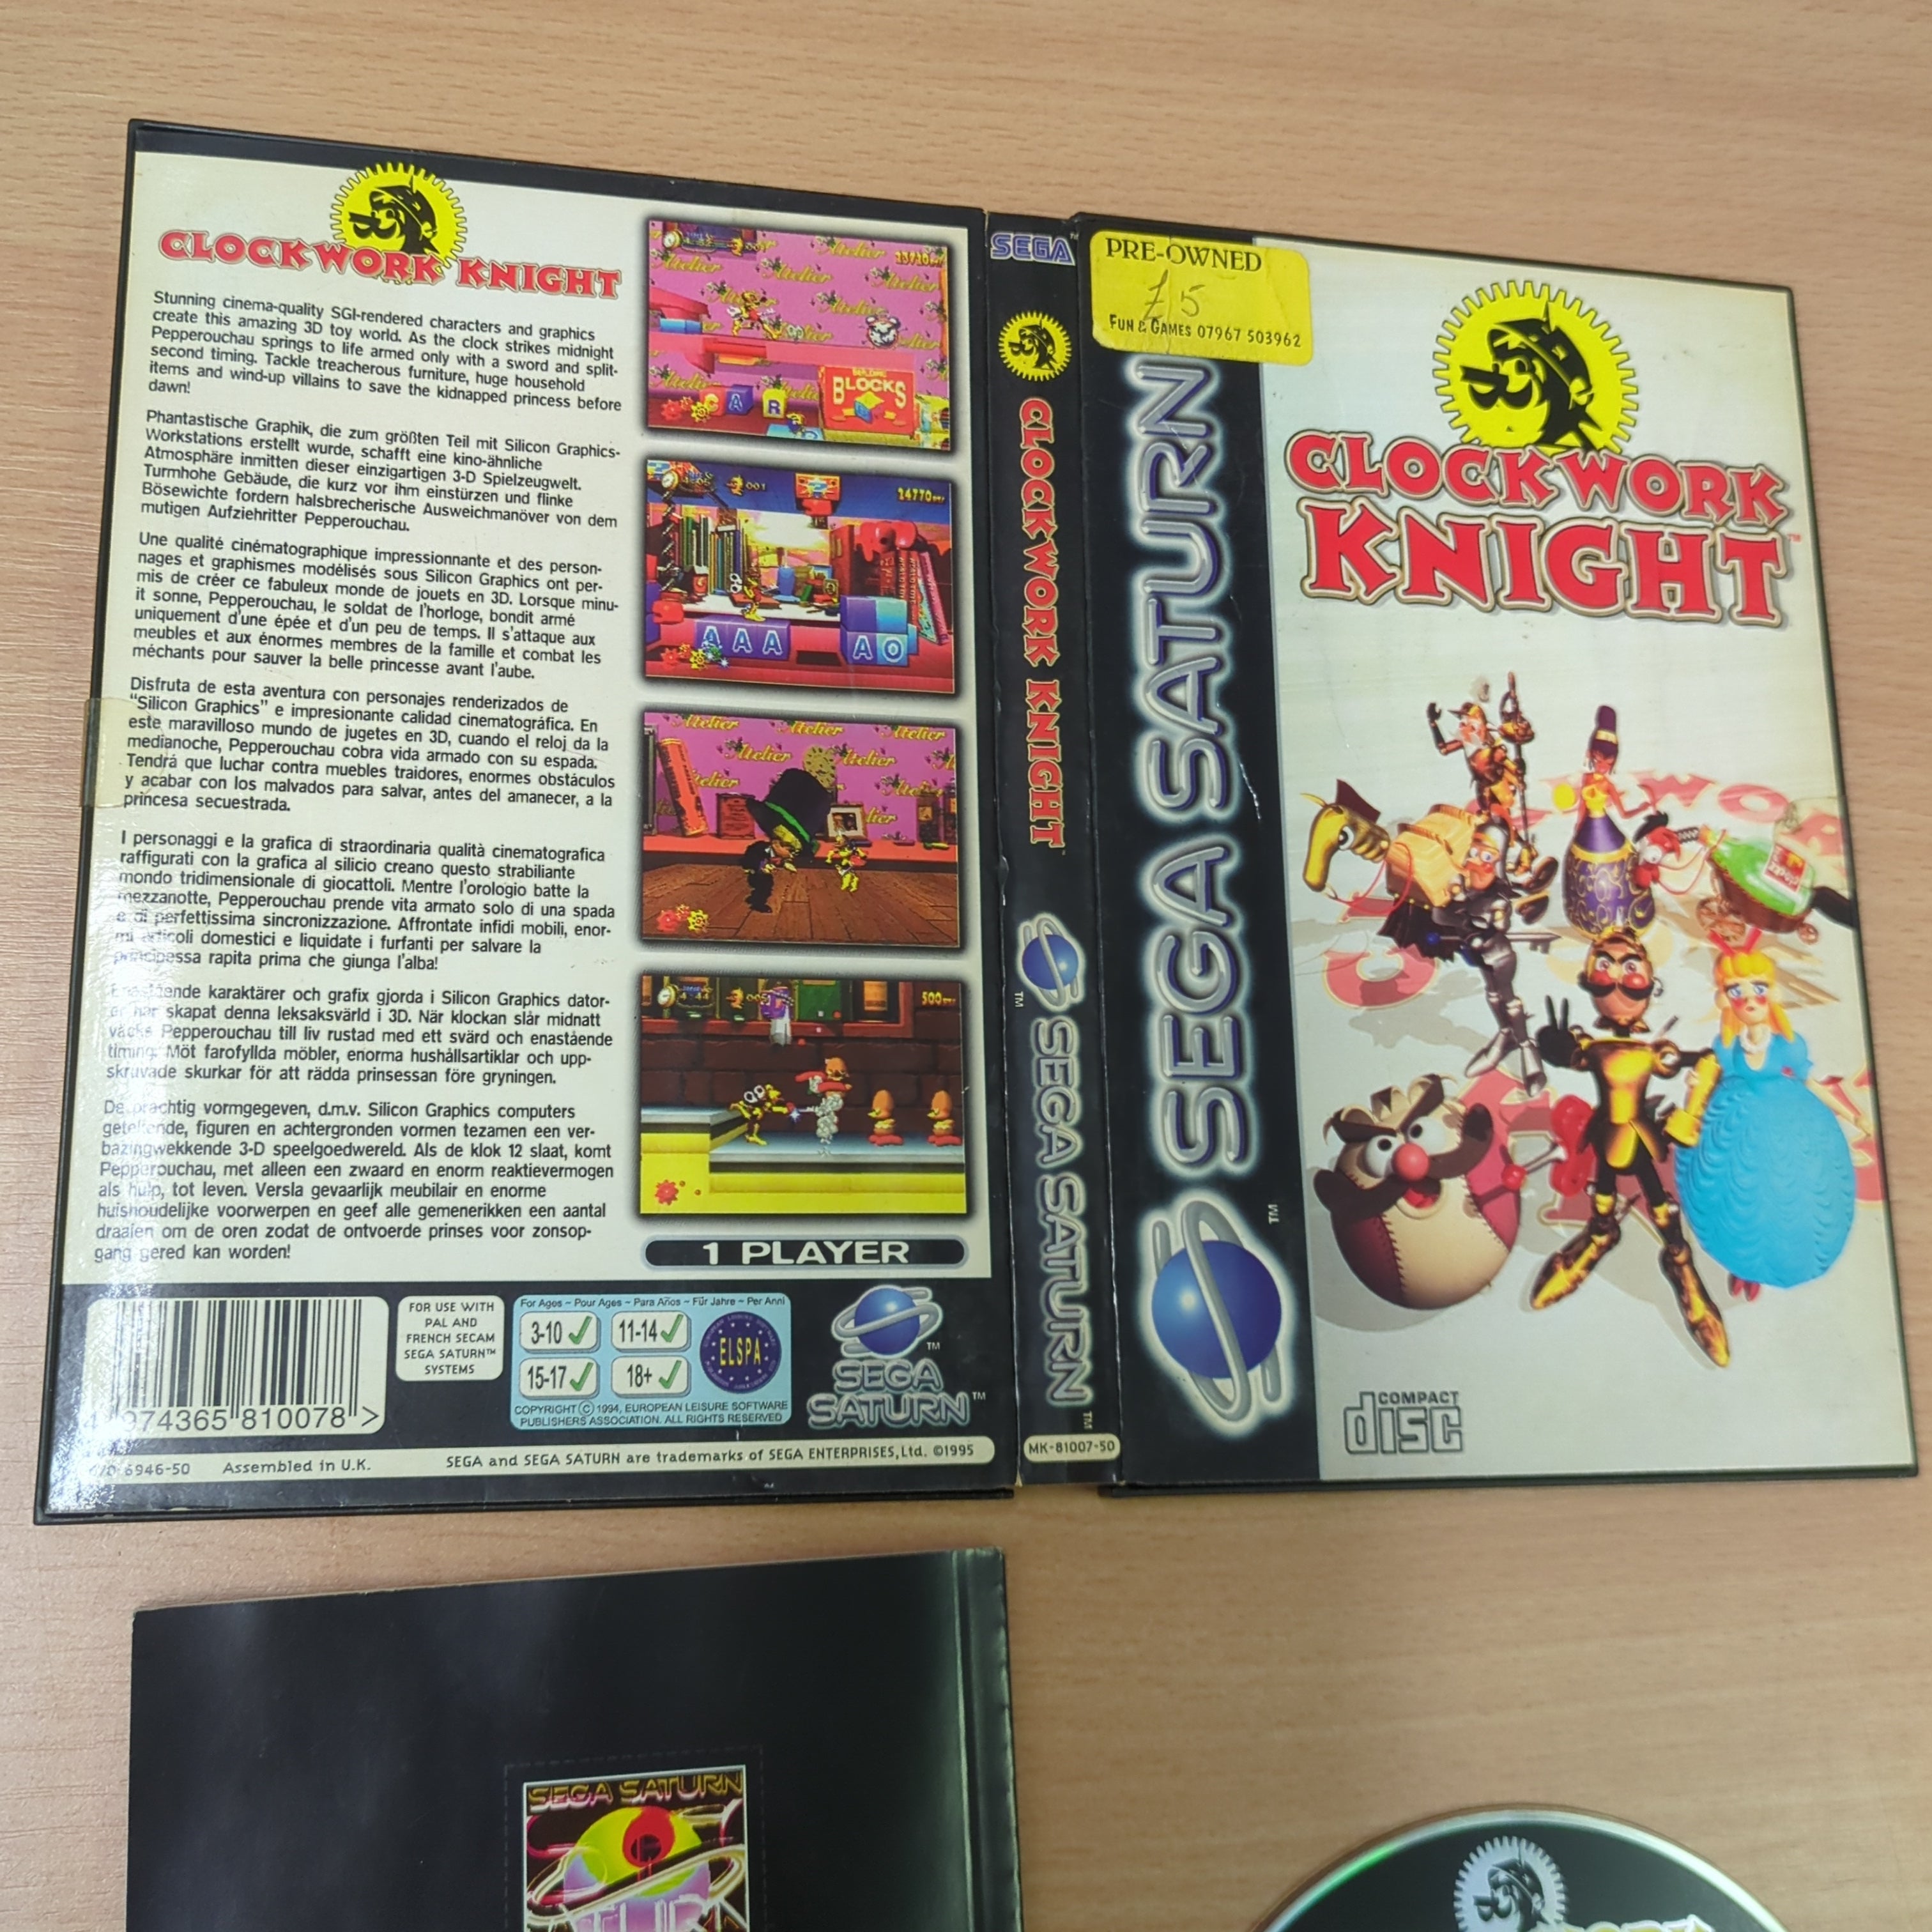 CLOCKWORK KNIGHT
Stunning cinema-quality SGI-rendered characters and graphics
create this amazing 3D toy world. As the clock strikes midnight
Pepperouchau springs to life armed only with a sword and split-
second timing. Tackle treacherous furniture, huge household
items and wind-up villains to save the kidnapped princess before
dawn!
Phantastische Graphik, die zum größten Teil mit Silicon Graphics-
Workstations erstellt wurde, schafft eine kino-ähnliche
Atmosphäre inmitten dieser einzigartigen 3-D Spielzeugwelt.
Turmhohe Gebäude, die kurz vor ihm einstürzen und flinke
Bösewichte fordern halsbrecherische Ausweichmanöver von dem
mutigen Aufziehritter Pepperouchau.
Une qualité cinématographique impressionnante et des person-
nages et graphismes modélisés sous Silicon Graphics ont per-
mis de créer ce fabuleux monde de jouets en 3D. Lorsque minu-
it sonne, Pepperouchau, le soldat de l'horloge, bondit armé
uniquement d'une épée et d'un peu de temps. Il s'attaque aux
meubles et aux énormes membres de la famille et combat les
méchants pour sauver la belle princesse avant l'aube.
Disfruta de esta aventura con personajes renderizados de
"Silicon Graphics" e impresionante calidad cinematográfica. En
este maravilloso mundo de jugetes en 3D, cuando el reloj da la
medianoche, Pepperouchau cobra vida armado con su espada.
Tendrá que luchar contra muebles traidores, enormes obstáculos
y acabar con los malvados para salvar, antes del amanecer, a la
princesa secuestrada.
I personaggi e la grafica di straordinaria qualità cinematografica
raffigurati con la grafica al silicio creano questo strabiliante
mondo tridimensionale di giocattoli. Mentre l'orologio batte la
mezzanotte, Pepperouchau prende vita armato solo di una spada
e di perfettissima sincronizzazione. Affrontate infidi mobili, enor-
mi articoli domestici e liquidate i furfanti per salvare la
principessa rapita prima che giunga l'alba!
Enastående karaktärer och grafix gjorda i Silicon Graphics dator-
er har skapat denna leksaksvärld i 3D. När klockan slår midnatt
väcks Pepperouchau till liv rustad med ett svärd och enastående
timing. Möt farofyllda möbler, enorma hushållsartiklar och upp-
skruvade skurkar för att rädda prinsessan före gryningen.
De prachtig vormgegeven, d.m.v. Silicon Graphics computers
getekende, figuren en achtergronden vormen tezamen een ver-
bazingwekkende 3-D speelgoedwereld. Als de klok 12 slaat, komt
Pepperouchau, met alleen een zwaard en enorm reaktievermogen
als hulp, tot leven. Versla gevaarlijk meubilair en enorme
huishoudelijke voorwerpen en geef alle gemenerikken een aantal
draaien om de oren zodat de ontvoerde prinses voor zonsop-
gang gered kan worden!
Atelier
BLOCKS
A R
001
14770
A A A A O
Atelier Atelier Atelier
Atelier
4:44
500
1 PLAYER
4 974365 810078 >
FOR USE WITH
PAL AND
FRENCH SECAM
SEGA SATURN™
SYSTEMS
For Ages – Pour Ages – Para Años – Für Jahre – Per Anni
3-10 11-14
15-17 18+
ELSPA
COPYRIGHT © 1994, EUROPEAN LEISURE SOFTWARE
PUBLISHERS ASSOCIATION. ALL RIGHTS RESERVED
SEGA
SATURN™
6946-50 Assembled in U.K. SEGA and SEGA SATURN are trademarks of SEGA ENTERPRISES, Ltd. ©1995
SEGA
CLOCKWORK KNIGHT
SEGA SATURN™
MK-81007-50
PRE-OWNED
£5
FUN & GAMES 07967 503962
SEGA SATURN™
CLOCKWORK
KNIGHT™
COMPACT
disc
SEGA SATURN